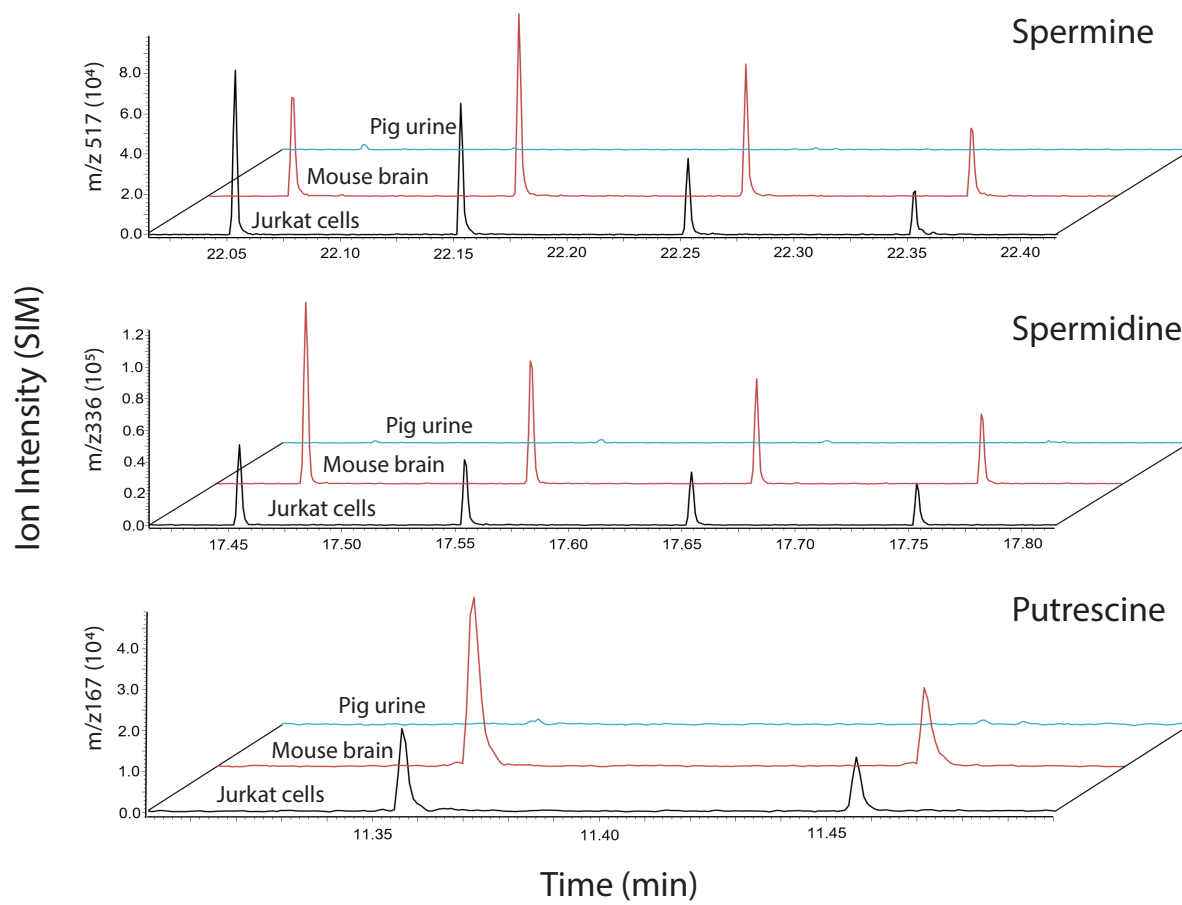 Ion Intensity (SIM)
Spermine
m/z 517 (10⁴)
8.0
6.0
4.0
2.0
0.0
Pig urine
Mouse brain
Jurkat cells
22.05 22.10 22.15 22.20 22.25 22.30 22.35 22.40
Spermidine
m/z336 (10⁵)
1.2
1.0
0.8
0.6
0.4
0.2
0.0
Pig urine
Mouse brain
Jurkat cells
17.45 17.50 17.55 17.60 17.65 17.70 17.75 17.80
Putrescine
m/z167 (10⁴)
4.0
3.0
2.0
1.0
0.0
Pig urine
Mouse brain
Jurkat cells
11.35 11.40 11.45
Time (min)